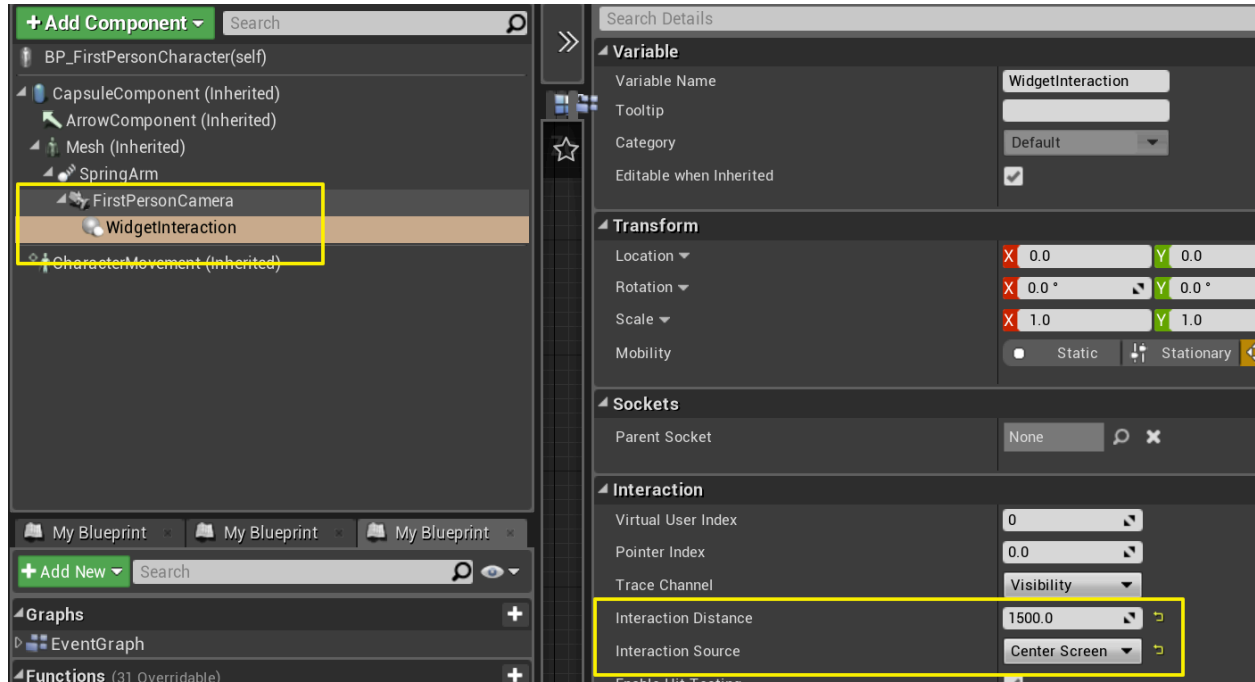 + Add Component
Search
BP_FirstPersonCharacter(self)
CapsuleComponent (Inherited)
ArrowComponent (Inherited)
Mesh (Inherited)
SpringArm
FirstPersonCamera
WidgetInteraction
CharacterMovement (Inherited)
My Blueprint
My Blueprint
My Blueprint
+ Add New
Search
Graphs
EventGraph
Functions (31 Overridable)
Search Details
Variable
Variable Name WidgetInteraction
Tooltip
Category Default
Editable when Inherited
Transform
Location X 0.0 Y 0.0
Rotation X 0.0 ° Y 0.0 °
Scale X 1.0 Y 1.0
Mobility Static Stationary
Sockets
Parent Socket None
Interaction
Virtual User Index 0
Pointer Index 0.0
Trace Channel Visibility
Interaction Distance 1500.0
Interaction Source Center Screen
Enable Hit Testing